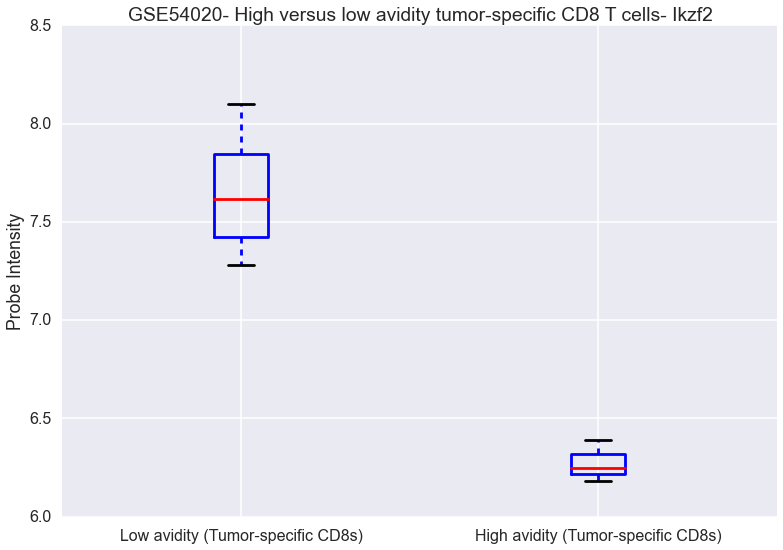 GSE54020- High versus low avidity tumor-specific CD8 T cells- Ikzf2
8.5
8.0
7.5
7.0
6.5
6.0
Probe Intensity
Low avidity (Tumor-specific CD8s)
High avidity (Tumor-specific CD8s)